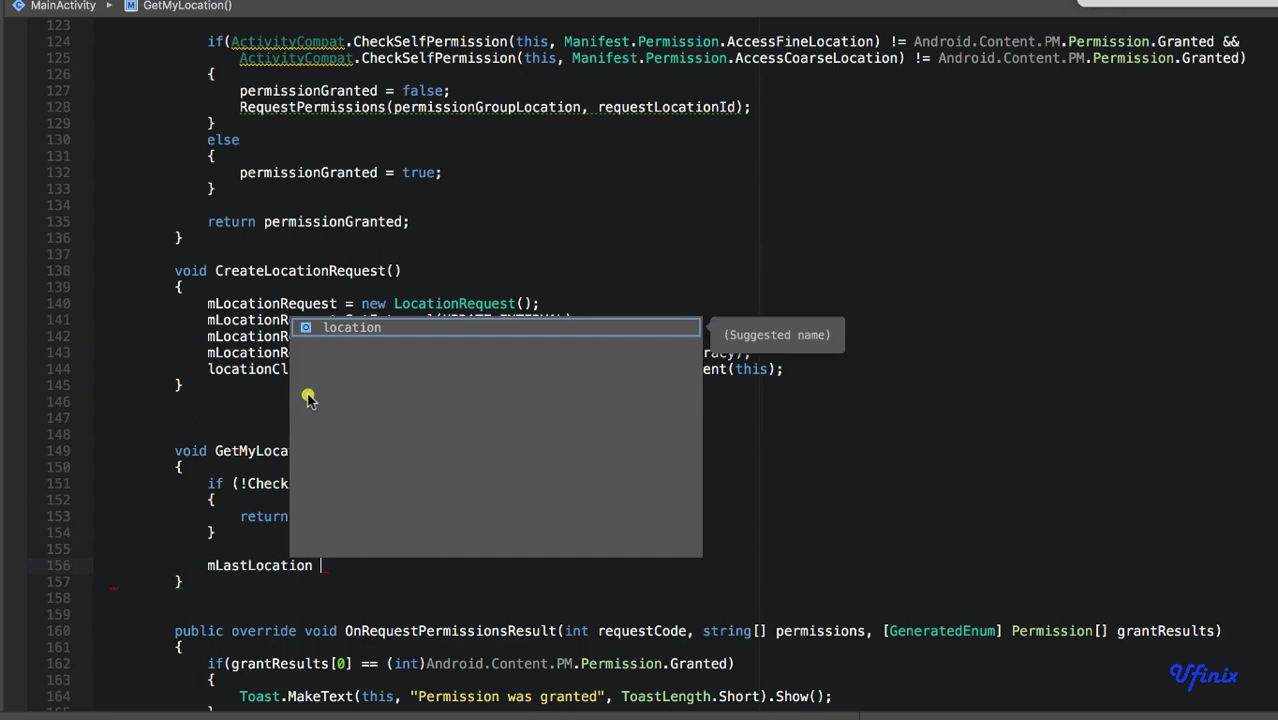 MainActivity ▸ GetMyLocation()
123
124 if(ActivityCompat.CheckSelfPermission(this, Manifest.Permission.AccessFineLocation) != Android.Content.PM.Permission.Granted &&
125 ActivityCompat.CheckSelfPermission(this, Manifest.Permission.AccessCoarseLocation) != Android.Content.PM.Permission.Granted)
126 {
127 permissionGranted = false;
128 RequestPermissions(permissionGroupLocation, requestLocationId);
129 }
130 else
131 {
132 permissionGranted = true;
133 }
134
135 return permissionGranted;
136 }
137
138 void CreateLocationRequest()
139 {
140 mLocationRequest = new LocationRequest();
141 mLocationR
location
(Suggested name)
142 mLocationR
143 mLocationR racy);
144 locationCl ent(this);
145 }
146
147
148
149 void GetMyLoca
150 {
151 if (!Check
152 {
153 return
154 }
155
156 mLastLocation
157 }
158
159
160 public override void OnRequestPermissionsResult(int requestCode, string[] permissions, [GeneratedEnum] Permission[] grantResults)
161 {
162 if(grantResults[0] == (int)Android.Content.PM.Permission.Granted)
163 {
164 Toast.MakeText(this, "Permission was granted", ToastLength.Short).Show();
165 }
Ufinix